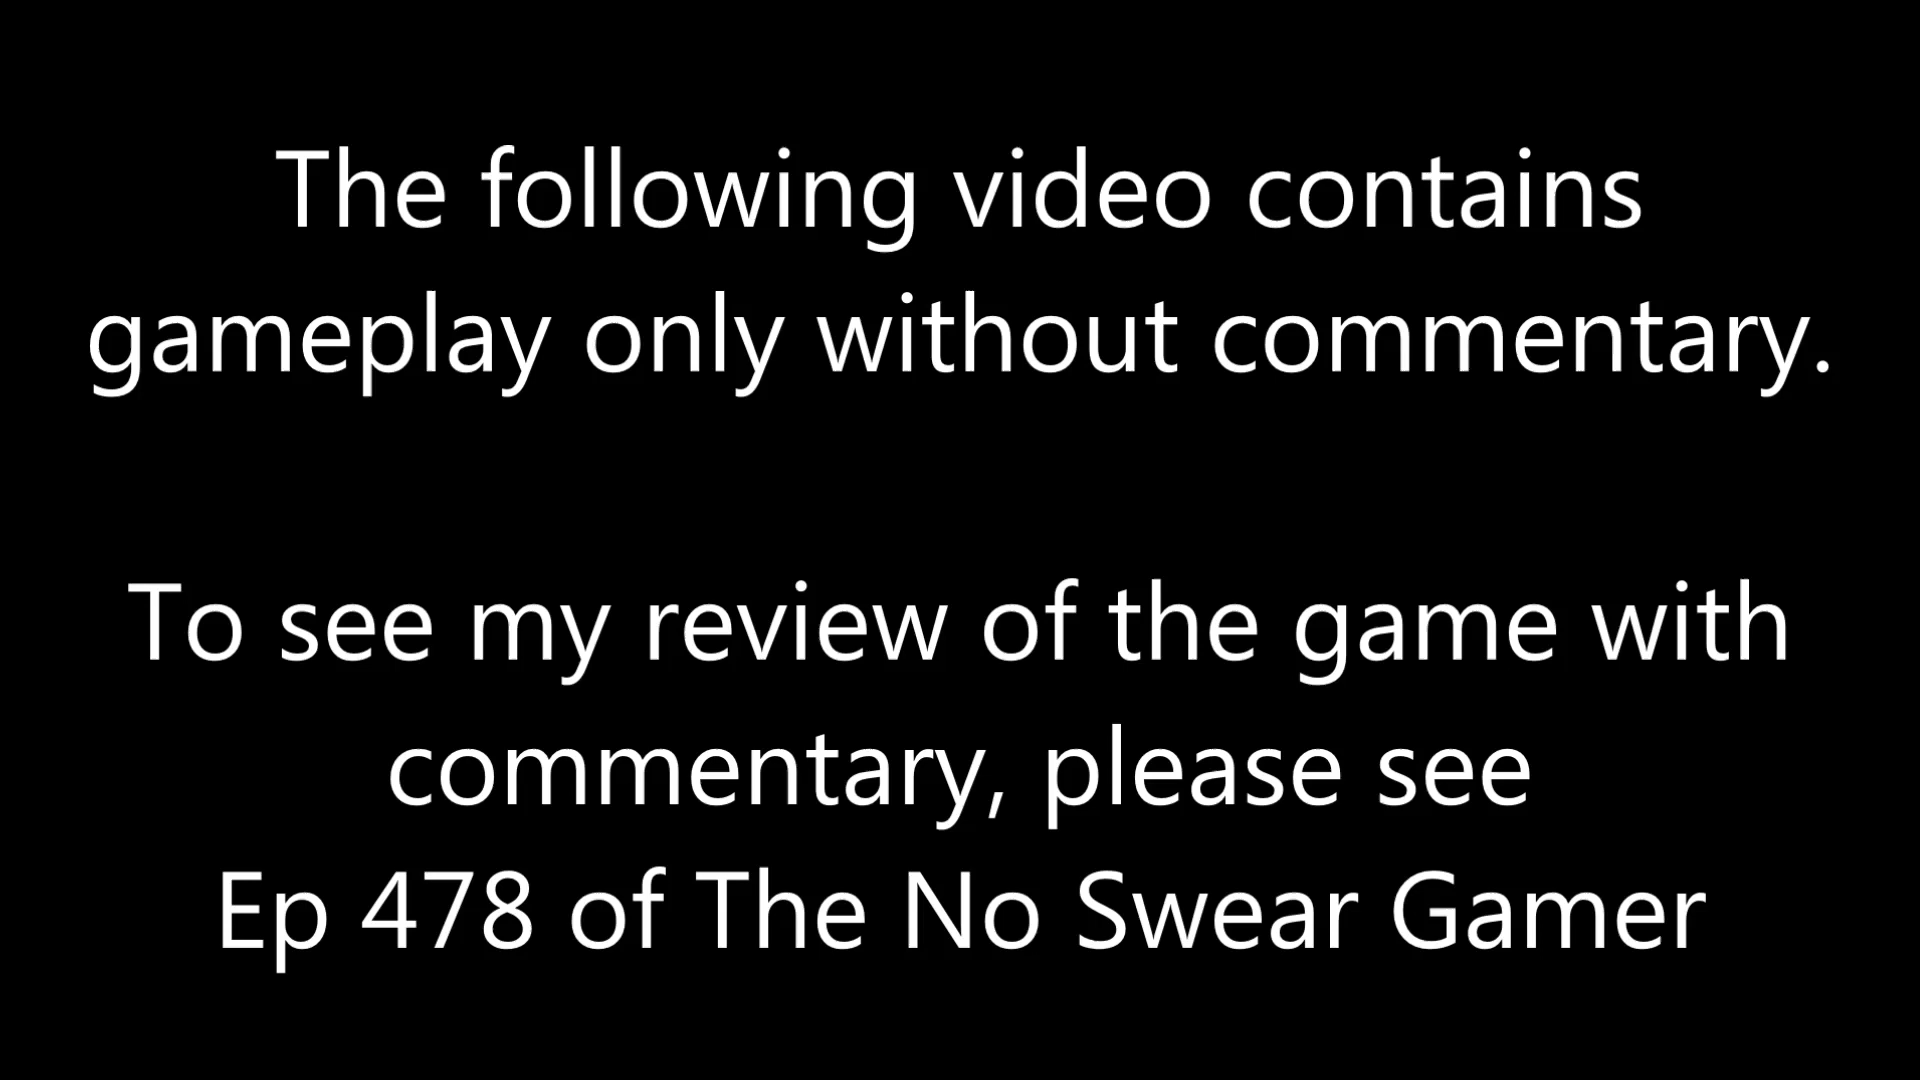 The following video contains
gameplay only without commentary.
To see my review of the game with
commentary, please see
Ep 478 of The No Swear Gamer